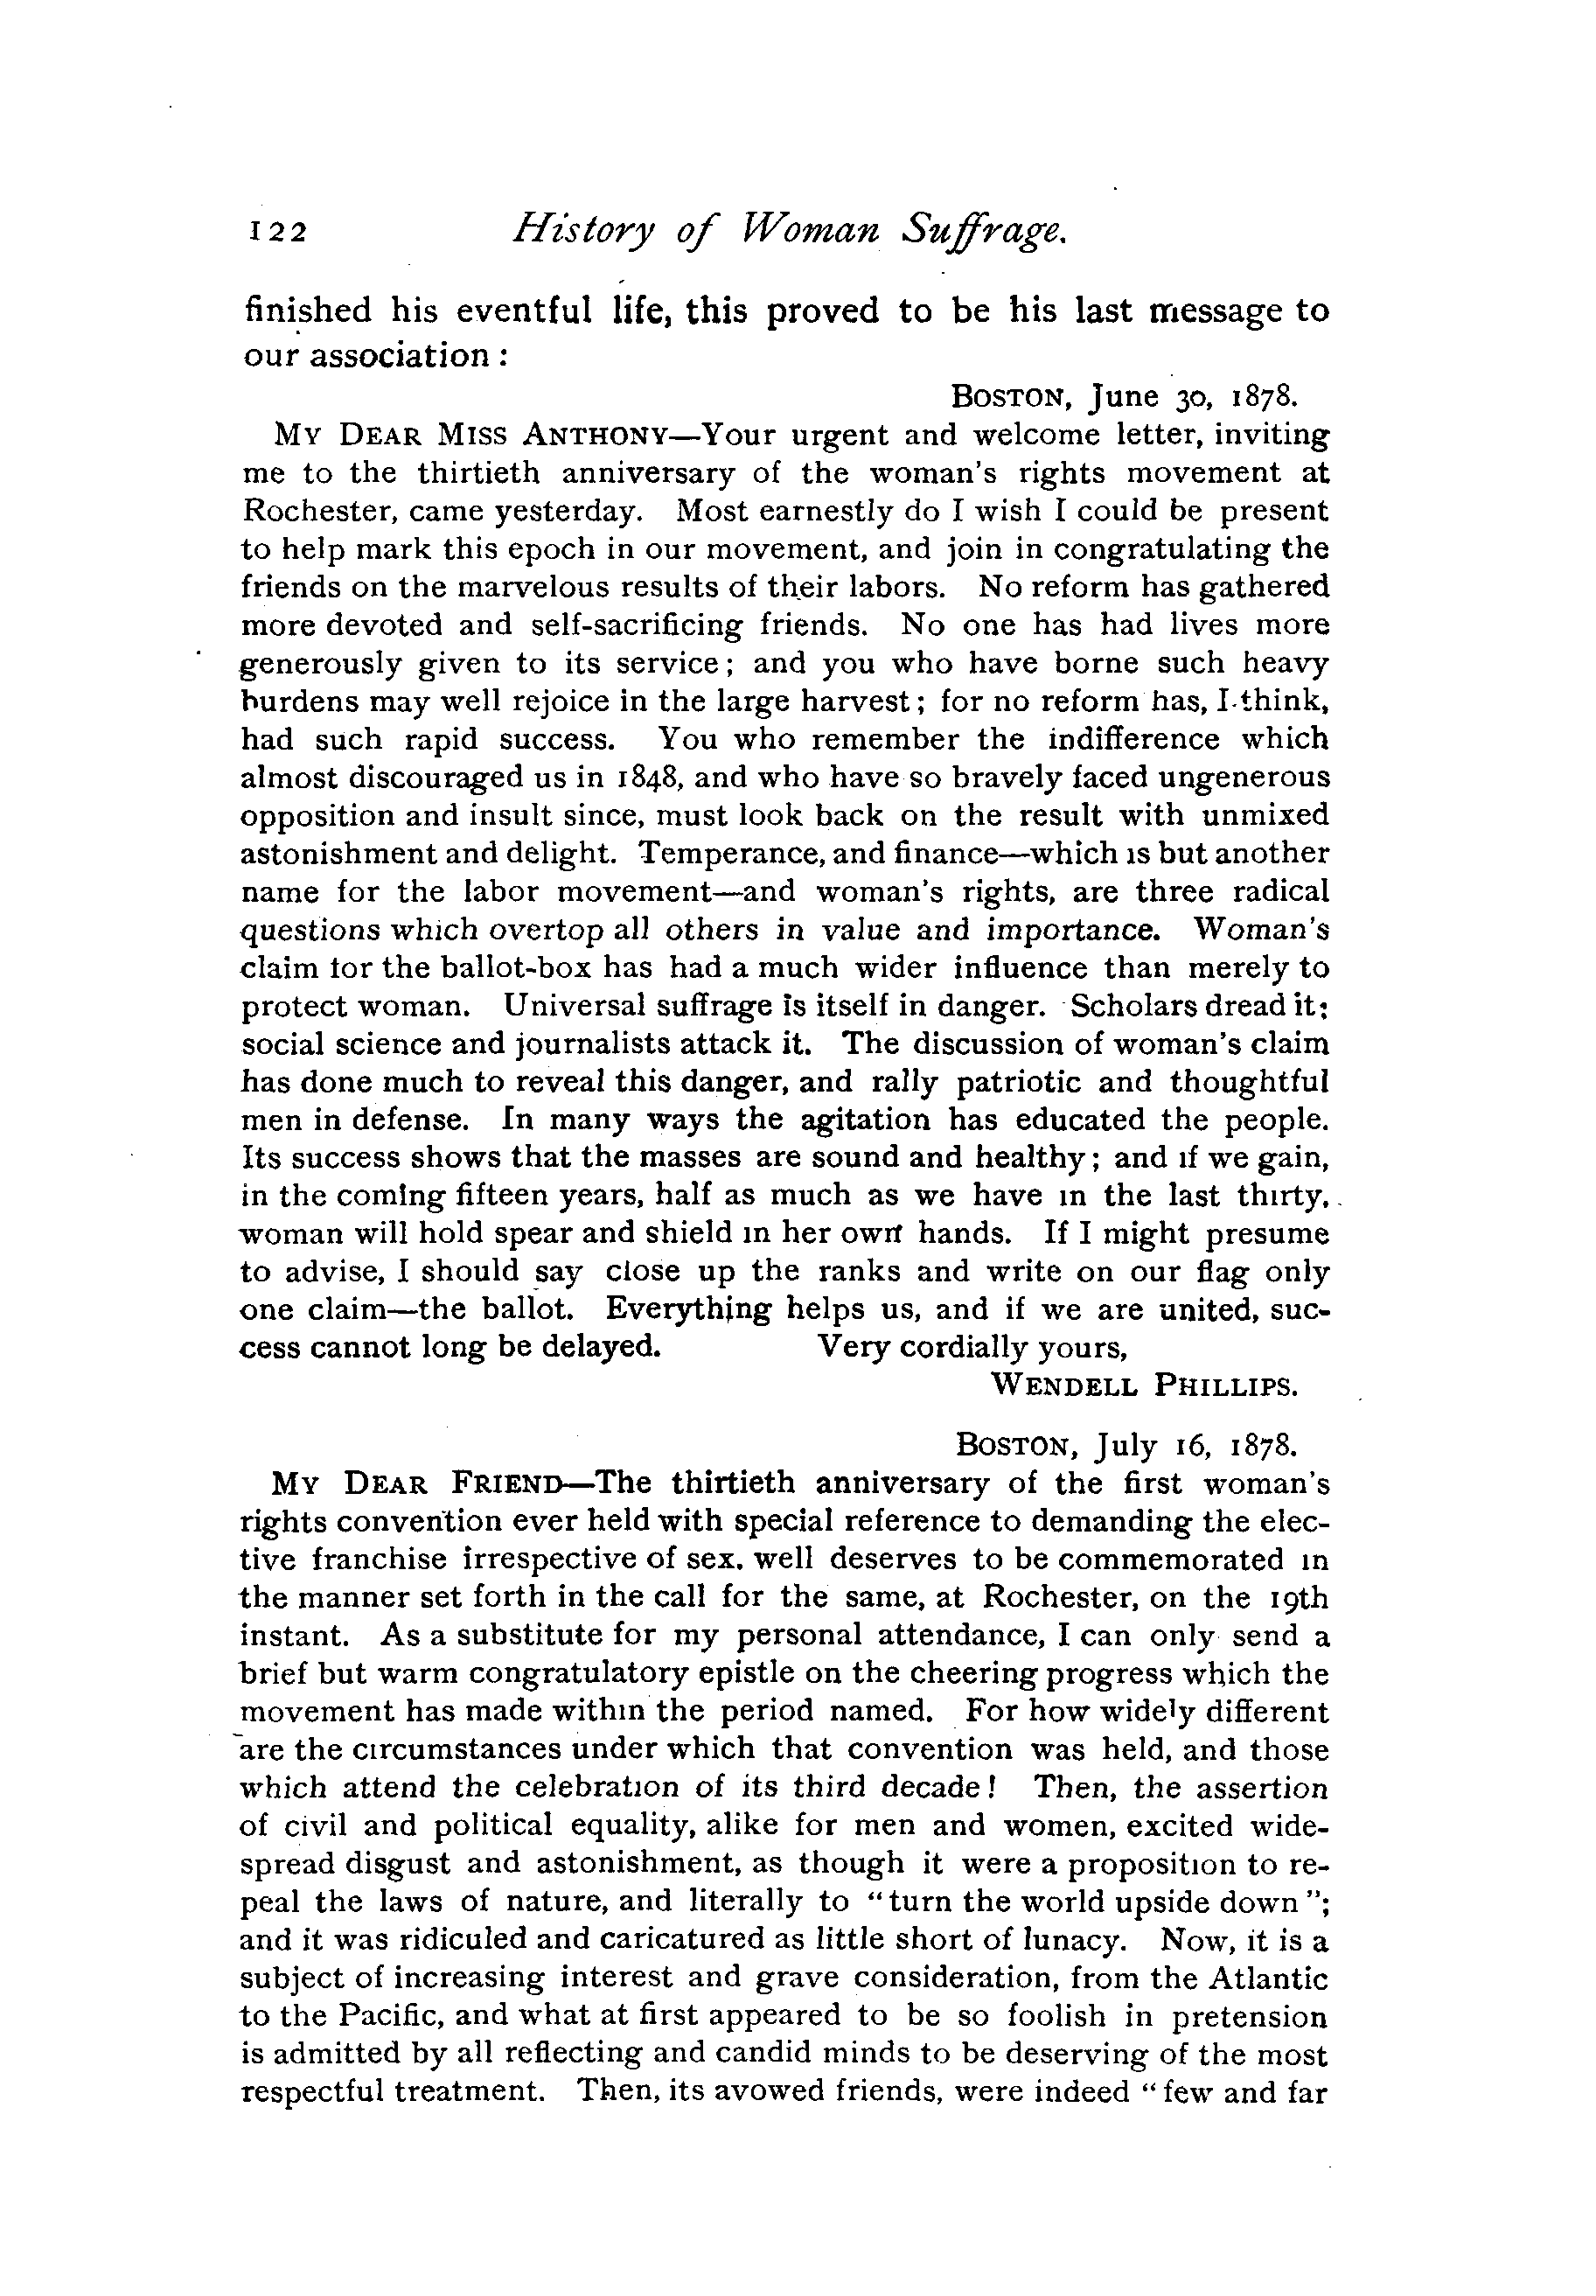 122 History of Woman Suffrage.
finished his eventful life, this proved to be his last message to
our association :
BOSTON, June 30, 1878.
MY DEAR MISS ANTHONY—Your urgent and welcome letter, inviting
me to the thirtieth anniversary of the woman's rights movement at
Rochester, came yesterday. Most earnestly do I wish I could be present
to help mark this epoch in our movement, and join in congratulating the
friends on the marvelous results of their labors. No reform has gathered
more devoted and self-sacrificing friends. No one has had lives more
generously given to its service; and you who have borne such heavy
burdens may well rejoice in the large harvest; for no reform has, I think,
had such rapid success. You who remember the indifference which
almost discouraged us in 1848, and who have so bravely faced ungenerous
opposition and insult since, must look back on the result with unmixed
astonishment and delight. Temperance, and finance—which is but another
name for the labor movement—and woman's rights, are three radical
questions which overtop all others in value and importance. Woman's
claim for the ballot-box has had a much wider influence than merely to
protect woman. Universal suffrage is itself in danger. Scholars dread it;
social science and journalists attack it. The discussion of woman's claim
has done much to reveal this danger, and rally patriotic and thoughtful
men in defense. In many ways the agitation has educated the people.
Its success shows that the masses are sound and healthy; and if we gain,
in the coming fifteen years, half as much as we have in the last thirty,
woman will hold spear and shield in her own hands. If I might presume
to advise, I should say close up the ranks and write on our flag only
one claim—the ballot. Everything helps us, and if we are united, suc-
cess cannot long be delayed. Very cordially yours,
WENDELL PHILLIPS.
BOSTON, July 16, 1878.
MY DEAR FRIEND—The thirtieth anniversary of the first woman's
rights convention ever held with special reference to demanding the elec-
tive franchise irrespective of sex, well deserves to be commemorated in
the manner set forth in the call for the same, at Rochester, on the 19th
instant. As a substitute for my personal attendance, I can only send a
brief but warm congratulatory epistle on the cheering progress which the
movement has made within the period named. For how widely different
are the circumstances under which that convention was held, and those
which attend the celebration of its third decade! Then, the assertion
of civil and political equality, alike for men and women, excited wide-
spread disgust and astonishment, as though it were a proposition to re-
peal the laws of nature, and literally to "turn the world upside down";
and it was ridiculed and caricatured as little short of lunacy. Now, it is a
subject of increasing interest and grave consideration, from the Atlantic
to the Pacific, and what at first appeared to be so foolish in pretension
is admitted by all reflecting and candid minds to be deserving of the most
respectful treatment. Then, its avowed friends, were indeed "few and far